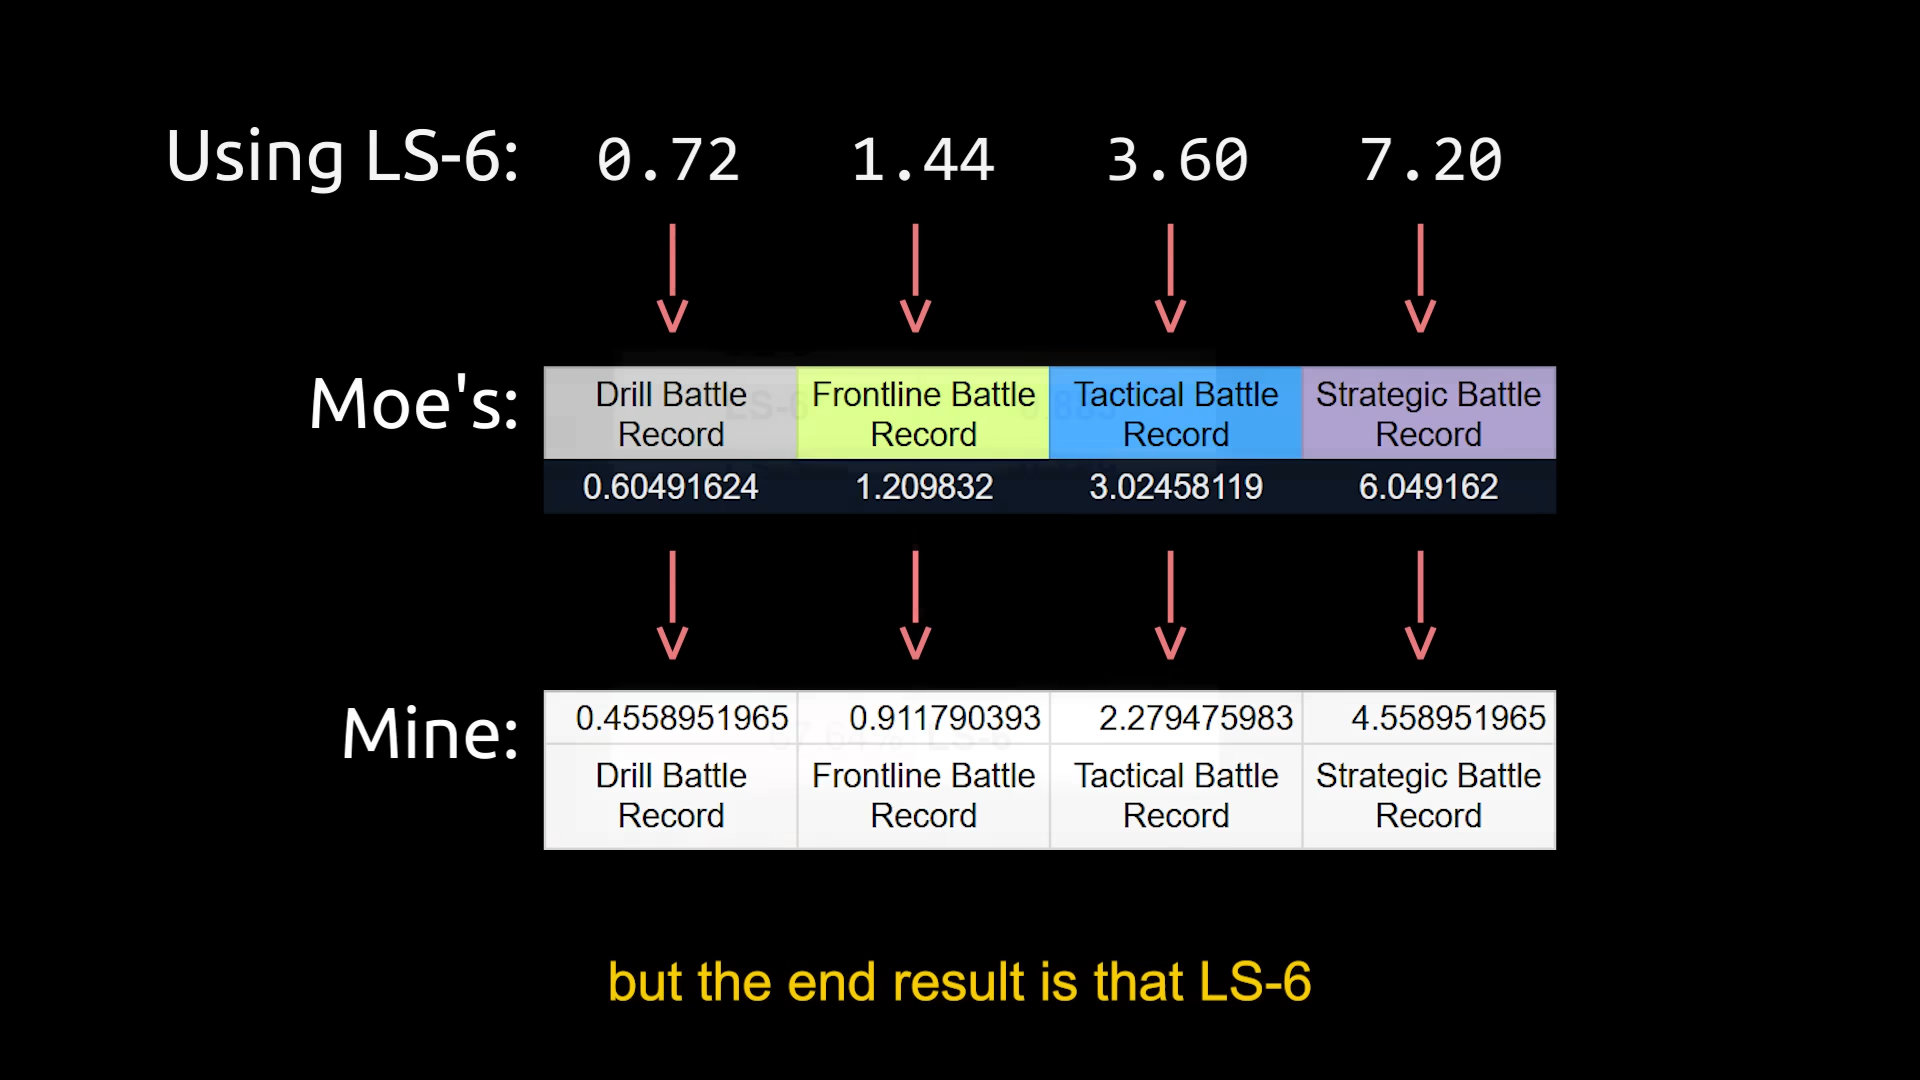 Using LS-6: 0.72 1.44 3.60 7.20
Moe's:
Drill Battle Record
Frontline Battle Record
Tactical Battle Record
Strategic Battle Record
0.60491624 1.209832 3.02458119 6.049162
Mine:
0.4558951965 0.911790393 2.279475983 4.558951965
Drill Battle Record
Frontline Battle Record
Tactical Battle Record
Strategic Battle Record
but the end result is that LS-6